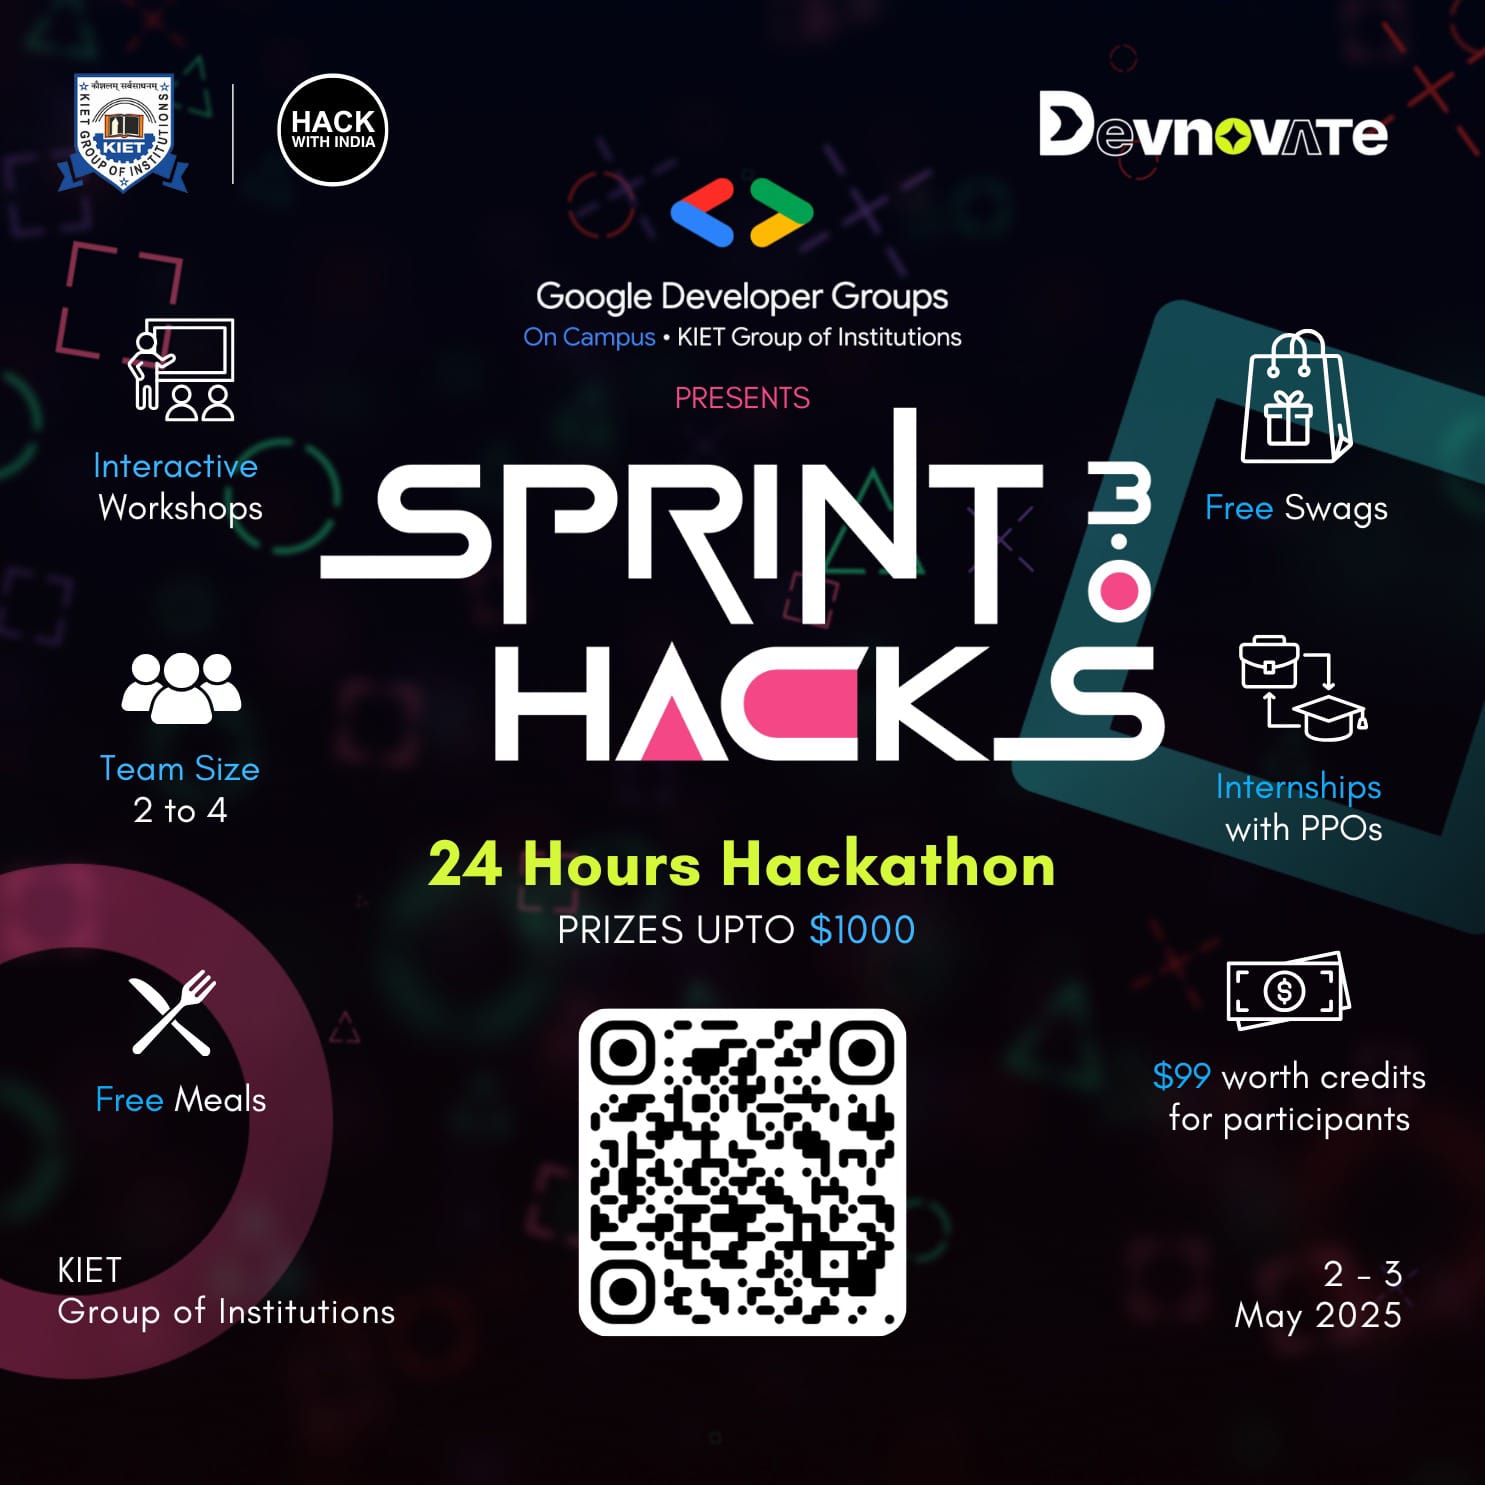 कौशलम् सर्वसाधनम्
KIET GROUP OF INSTITUTIONS
KIET
HACK
WITH INDIA
DevnovATe
Google Developer Groups
On Campus • KIET Group of Institutions
PRESENTS
SPRINT 3.0
HACKS
24 Hours Hackathon
PRIZES UPTO $1000
Interactive
Workshops
Team Size
2 to 4
Free Meals
Free Swags
Internships
with PPOs
$99 worth credits
for participants
KIET
Group of Institutions
2 - 3
May 2025